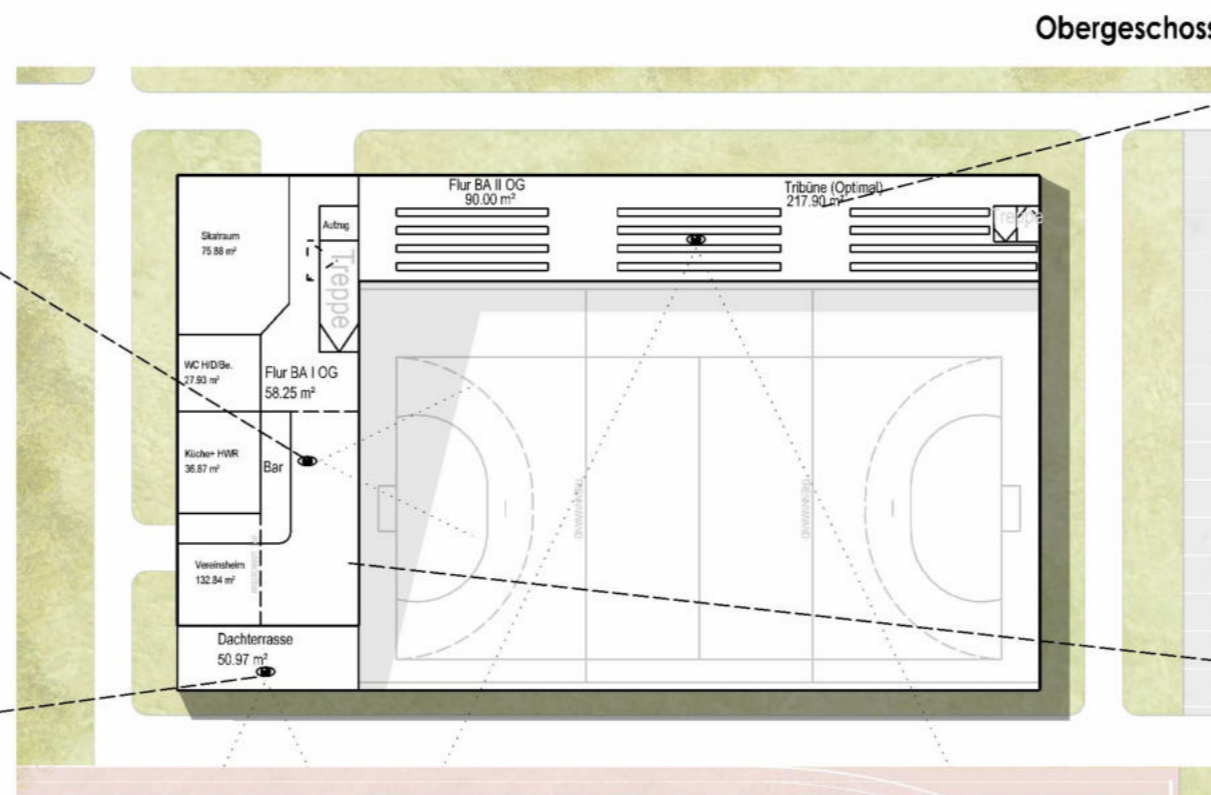 Obergeschoss
Flur BA II OG
90.00 m²
Tribüne (Optimal)
217.90 m²
Treppe
Skatraum
75.88 m²
Aufzug
Treppe
WC H/D/Be.
27.93 m²
Flur BA I OG
58.25 m²
Küche+ HWR
36.87 m²
Bar
TRENNWAND
TRENNWAND
Vereinsheim
132.84 m²
Dachterrasse
50.97 m²